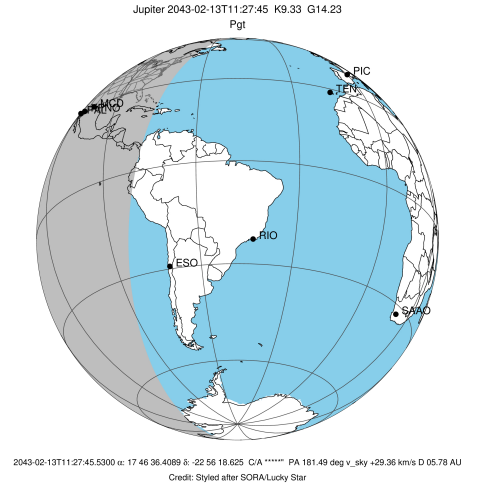 Jupiter 2043-02-13T11:27:45 K9.33 G14.23
Pgt
PIC
TEN
MCD
RIO
ESO
SAAO
2043-02-13T11:27:45.5300 α: 17 46 36.4089 δ: -22 56 18.625 C/A *****" PA 181.49 deg v_sky +29.36 km/s D 05.78 AU
Credit: Styled after SORA/Lucky Star